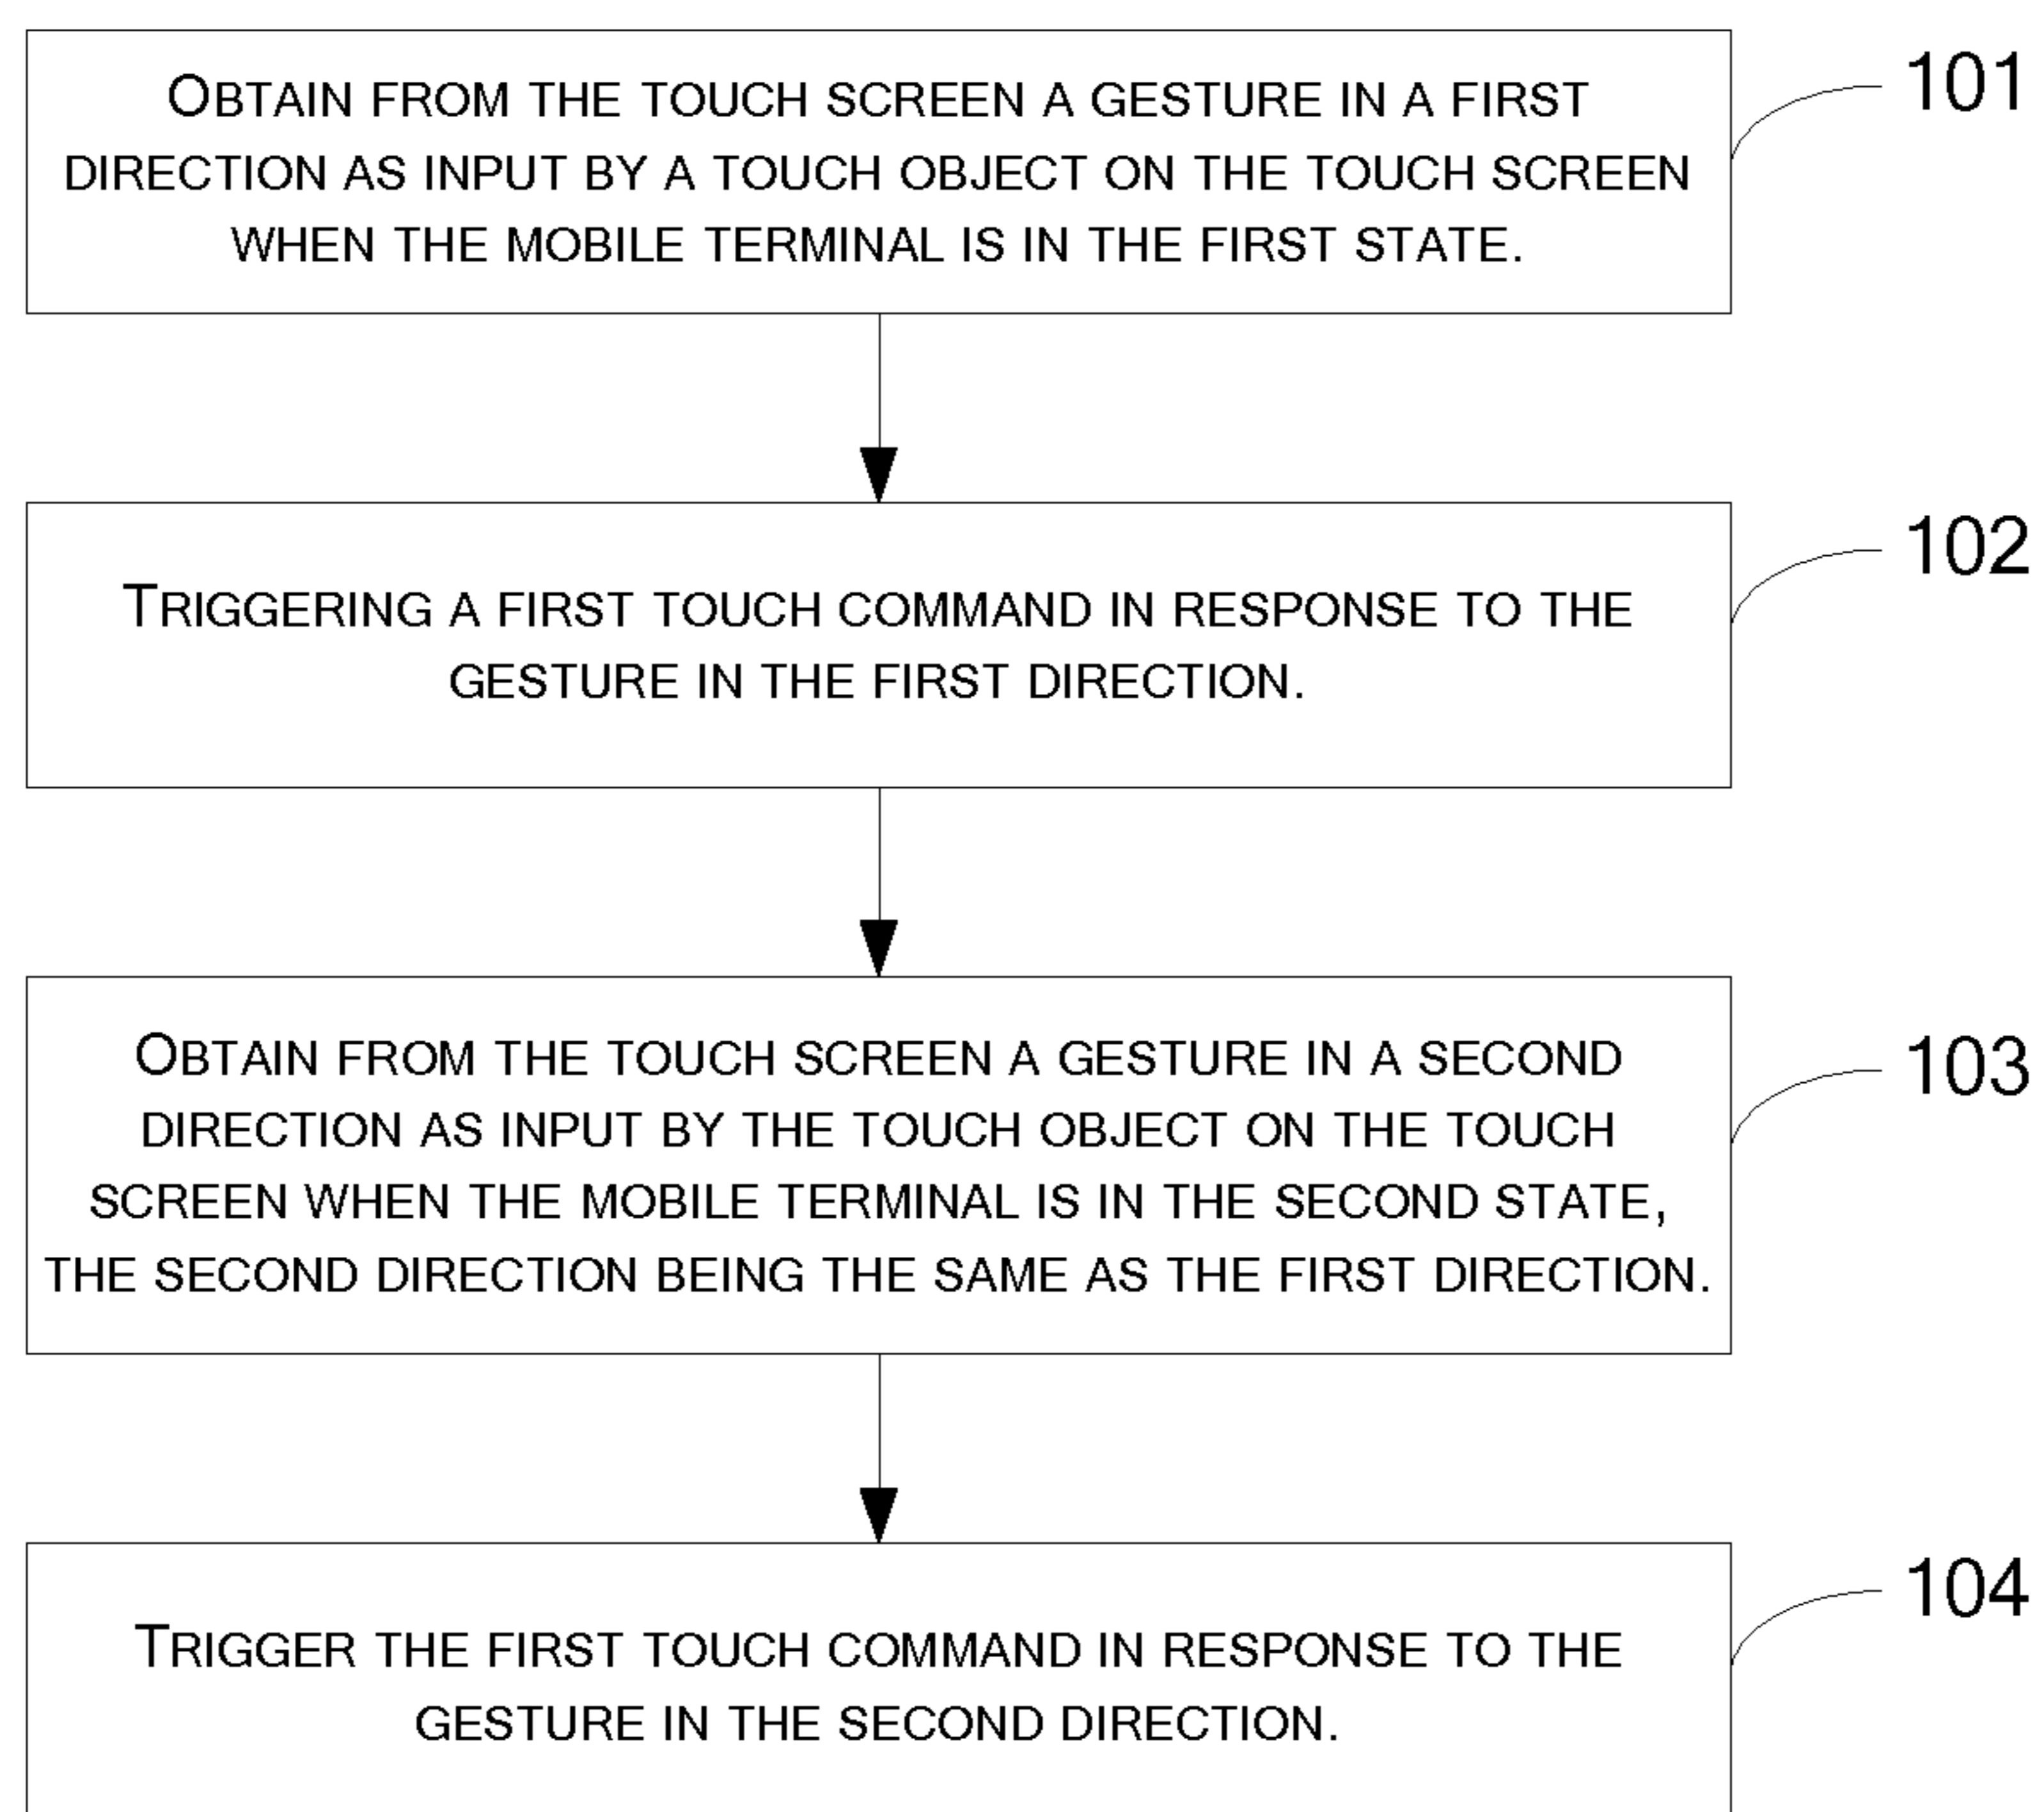 OBTAIN FROM THE TOUCH SCREEN A GESTURE IN A FIRST
DIRECTION AS INPUT BY A TOUCH OBJECT ON THE TOUCH SCREEN
WHEN THE MOBILE TERMINAL IS IN THE FIRST STATE.
101
TRIGGERING A FIRST TOUCH COMMAND IN RESPONSE TO THE
GESTURE IN THE FIRST DIRECTION.
102
OBTAIN FROM THE TOUCH SCREEN A GESTURE IN A SECOND
DIRECTION AS INPUT BY THE TOUCH OBJECT ON THE TOUCH
SCREEN WHEN THE MOBILE TERMINAL IS IN THE SECOND STATE,
THE SECOND DIRECTION BEING THE SAME AS THE FIRST DIRECTION.
103
TRIGGER THE FIRST TOUCH COMMAND IN RESPONSE TO THE
GESTURE IN THE SECOND DIRECTION.
104